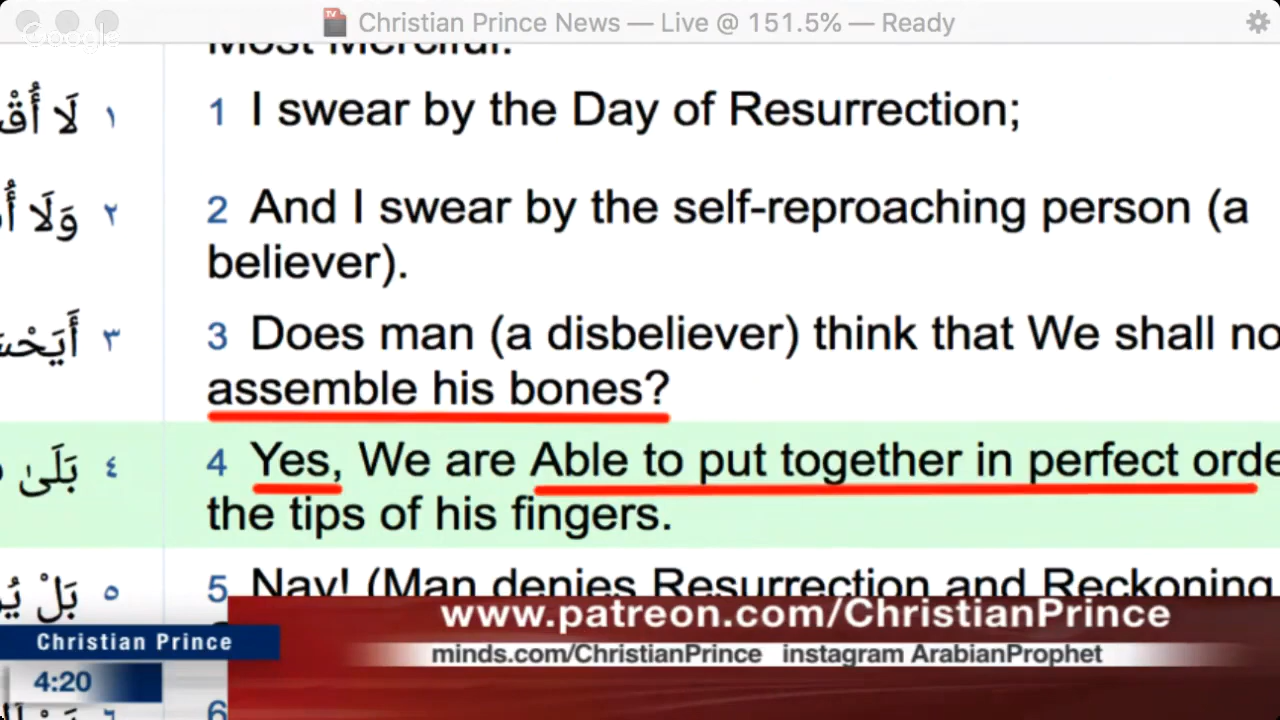 Christian Prince News — Live @ 151.5% — Ready
Google
Most Merciful.
١ لَا
1 I swear by the Day of Resurrection;
٢ وَلَا
2 And I swear by the self-reproaching person (a
believer).
٣
3 Does man (a disbeliever) think that We shall
assemble his bones?
٤ بَلَىٰ
4 Yes, We are Able to put together in perfect
the tips of his fingers.
٥ بَلْ
5 Nay! (Man denies Resurrection and Reckoning
www.patreon.com/ChristianPrince
Christian Prince
minds.com/ChristianPrince instagram ArabianProphet
4:20
٦
6